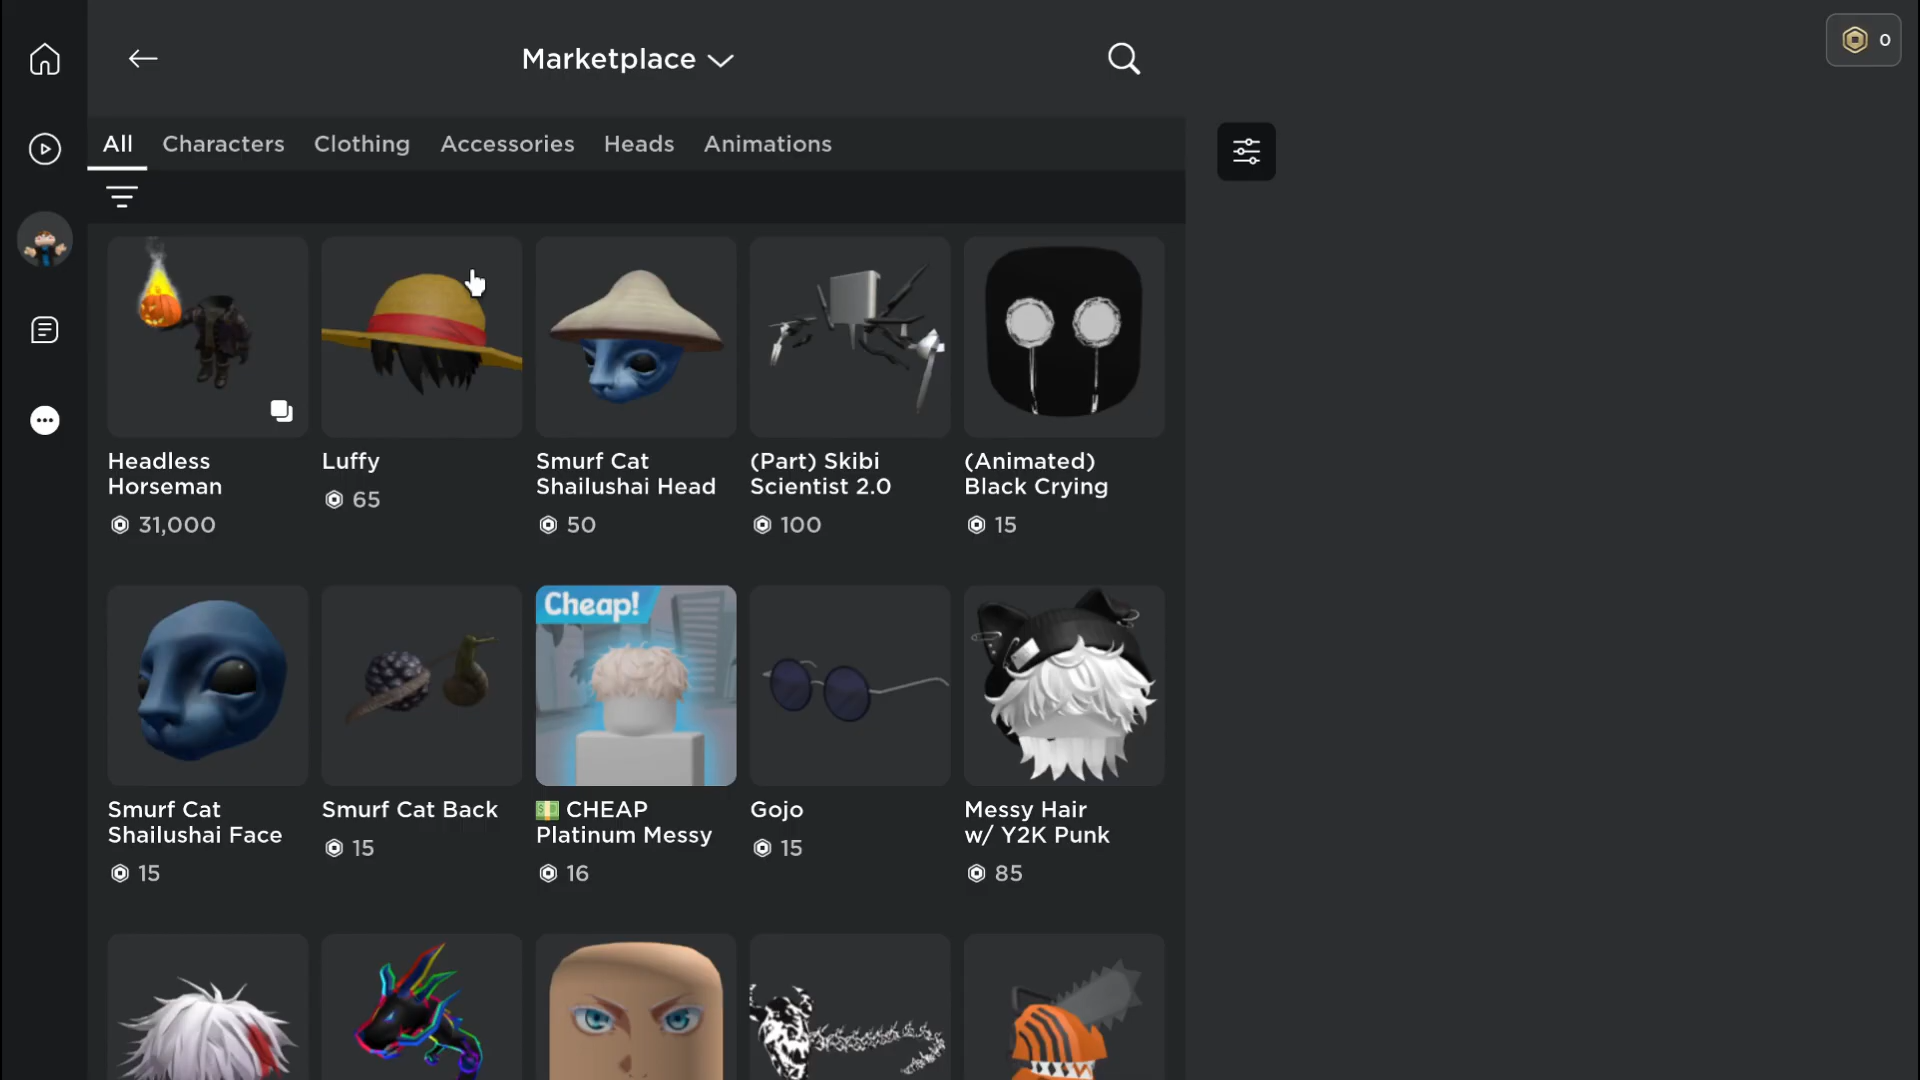 Marketplace
0
All Characters Clothing Accessories Heads Animations
Headless
Horseman
31,000
Luffy
65
Smurf Cat
Shailushai Head
50
(Part) Skibi
Scientist 2.0
100
(Animated)
Black Crying
15
Smurf Cat
Shailushai Face
15
Smurf Cat Back
15
Cheap!
💵 CHEAP
Platinum Messy
16
Gojo
15
Messy Hair
w/ Y2K Punk
85